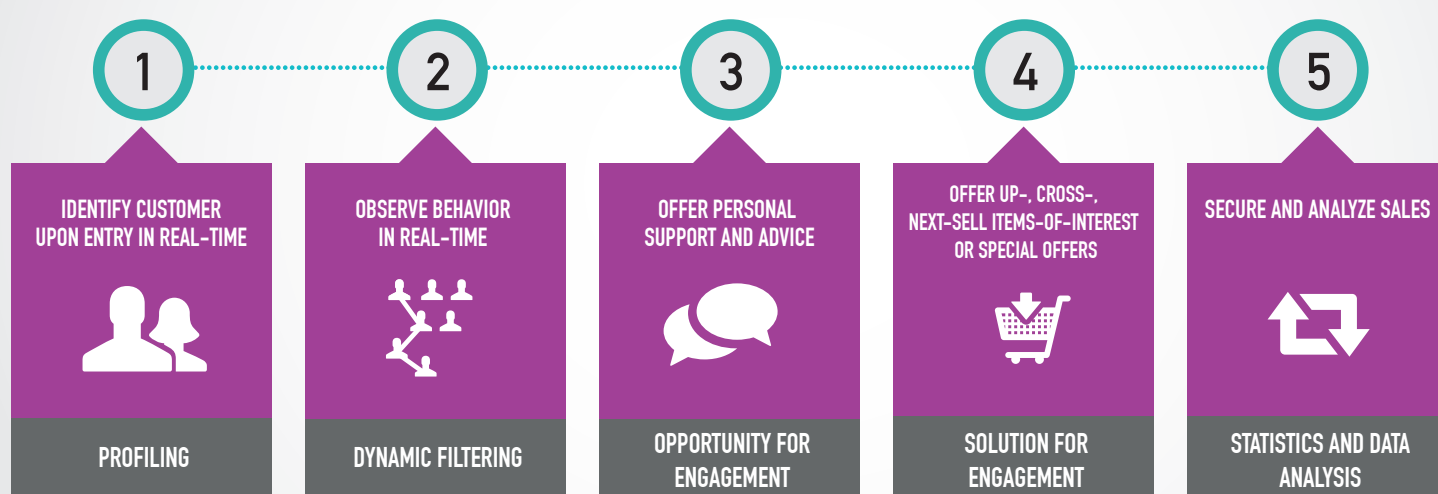 1
2
3
4
5
IDENTIFY CUSTOMER
UPON ENTRY IN REAL-TIME
PROFILING
OBSERVE BEHAVIOR
IN REAL-TIME
DYNAMIC FILTERING
OFFER PERSONAL
SUPPORT AND ADVICE
OPPORTUNITY FOR
ENGAGEMENT
OFFER UP-, CROSS-,
NEXT-SELL ITEMS-OF-INTEREST
OR SPECIAL OFFERS
SOLUTION FOR
ENGAGEMENT
SECURE AND ANALYZE SALES
STATISTICS AND DATA
ANALYSIS